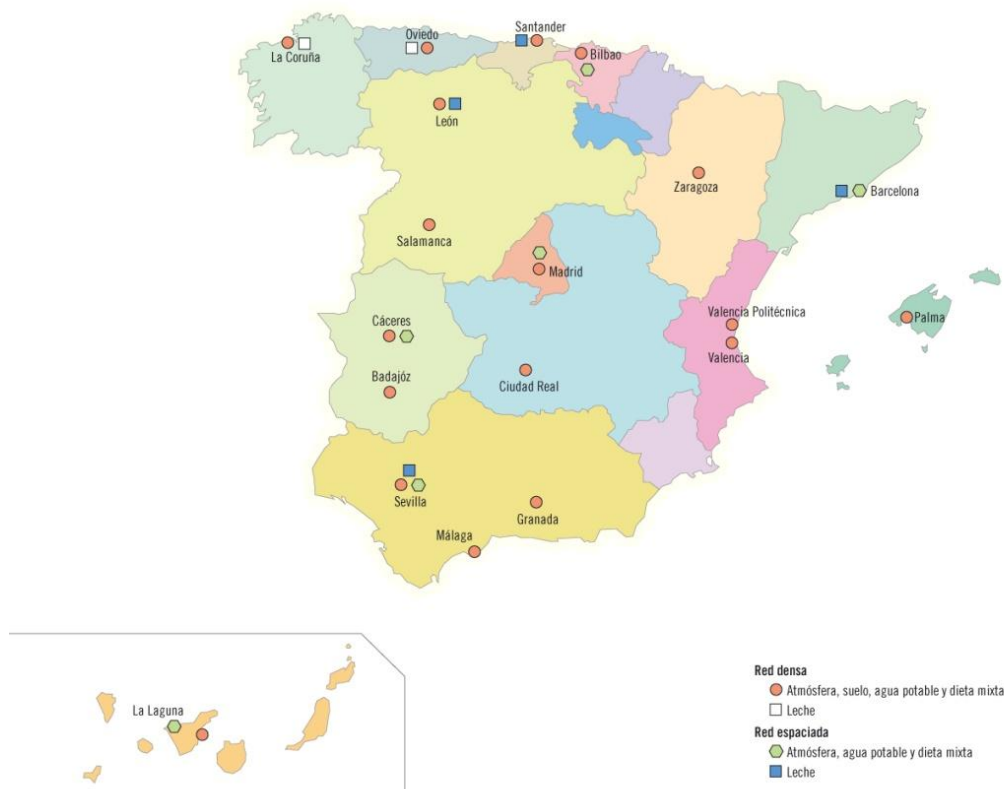 Santander
Oviedo
La Coruña
Bilbao
León
Zaragoza
Barcelona
Salamanca
Madrid
Valencia Politécnica
Palma
Cáceres
Valencia
Badajóz
Ciudad Real
Sevilla
Granada
Málaga
La Laguna
Red densa
Atmósfera, suelo, agua potable y dieta mixta
Leche
Red espaciada
Atmósfera, agua potable y dieta mixta
Leche